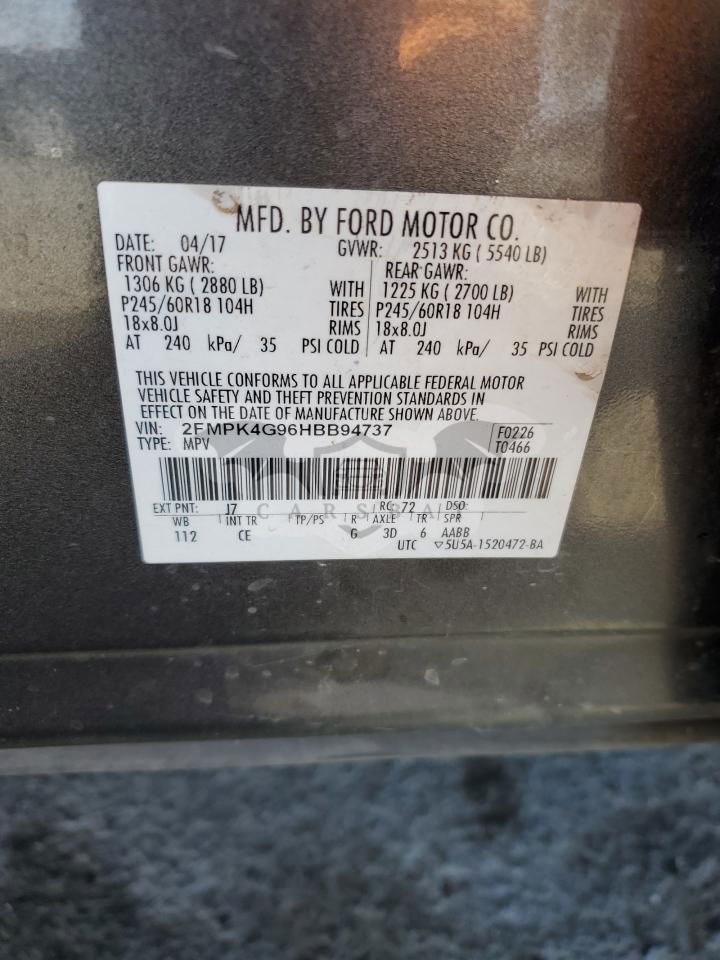 MFD. BY FORD MOTOR CO.
DATE: 04/17 GVWR: 2513 KG ( 5540 LB)
FRONT GAWR: REAR GAWR:
1306 KG ( 2880 LB) WITH 1225 KG ( 2700 LB) WITH
P245/60R18 104H TIRES P245/60R18 104H TIRES
18x8.0J RIMS 18x8.0J RIMS
AT 240 kPa/ 35 PSI COLD AT 240 kPa/ 35 PSI COLD
THIS VEHICLE CONFORMS TO ALL APPLICABLE FEDERAL MOTOR
VEHICLE SAFETY AND THEFT PREVENTION STANDARDS IN
EFFECT ON THE DATE OF MANUFACTURE SHOWN ABOVE.
VIN: 2FMPK4G96HBB94737 F0226
TYPE: MPV T0466
EXT PNT: J7 RC: 72 DSO:
WB INT TR TP/PS R AXLE TR SPR
112 CE G 3D 6 AABB
UTC ▽5U5A-1520472-BA